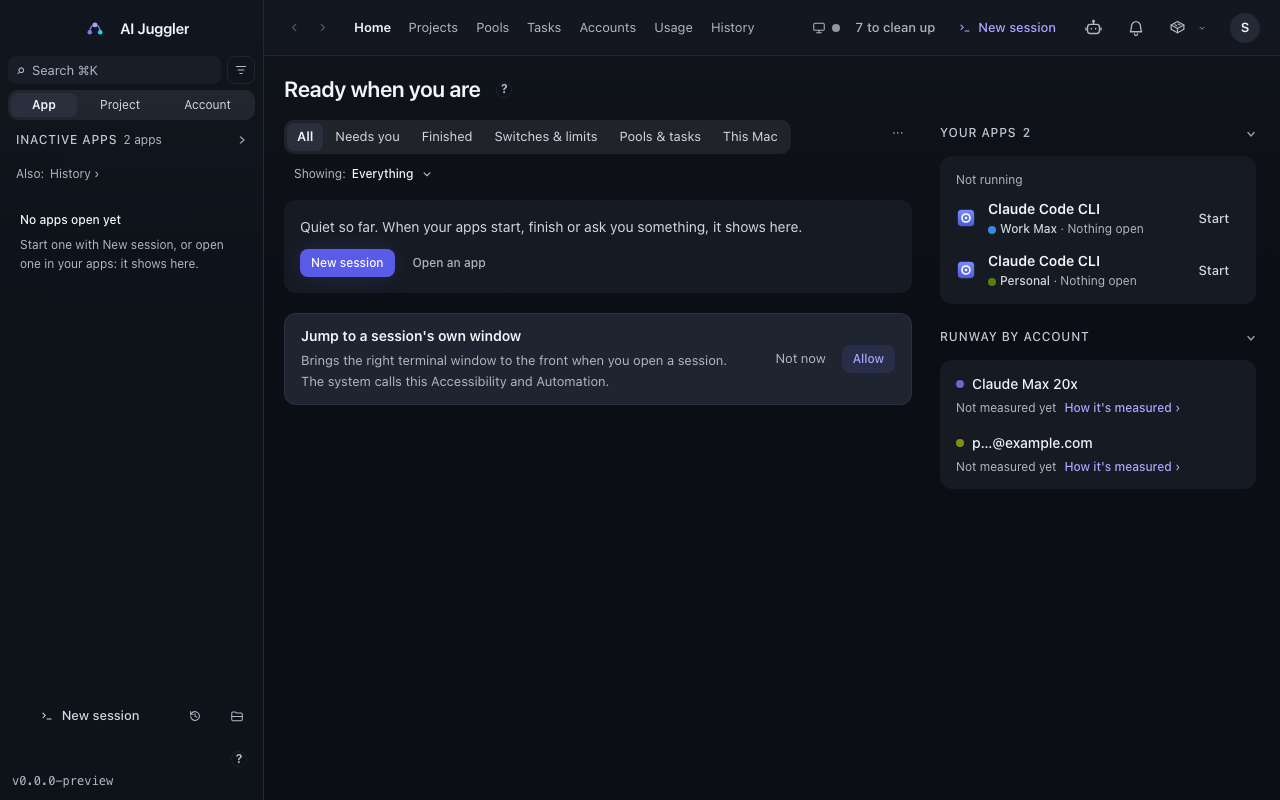 AI Juggler
Search ⌘K
App Project Account
INACTIVE APPS 2 apps
Also: History ›
No apps open yet
Start one with New session, or open
one in your apps: it shows here.
New session
?
v0.0.0-preview
Home Projects Pools Tasks Accounts Usage History
7 to clean up
New session
S
Ready when you are ?
All Needs you Finished Switches & limits Pools & tasks This Mac ...
Showing: Everything
Quiet so far. When your apps start, finish or ask you something, it shows here.
New session Open an app
Jump to a session's own window
Brings the right terminal window to the front when you open a session.
The system calls this Accessibility and Automation.
Not now Allow
YOUR APPS 2
Not running
Claude Code CLI
Work Max · Nothing open
Start
Claude Code CLI
Personal · Nothing open
Start
RUNWAY BY ACCOUNT
Claude Max 20x
Not measured yet How it's measured ›
p...@example.com
Not measured yet How it's measured ›